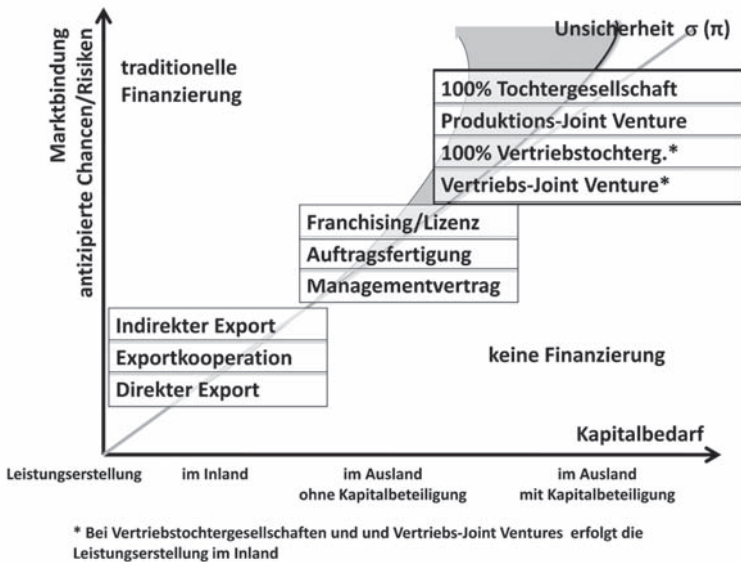 Unsicherheit σ (π)
Marktbindung
antizipierte Chancen/Risiken
traditionelle
Finanzierung
100% Tochtergesellschaft
Produktions-Joint Venture
100% Vertriebstochterg.*
Vertriebs-Joint Venture*
Franchising/Lizenz
Auftragsfertigung
Managementvertrag
Indirekter Export
Exportkooperation
Direkter Export
keine Finanzierung
Kapitalbedarf
Leistungserstellung
im Inland
im Ausland
ohne Kapitalbeteiligung
im Ausland
mit Kapitalbeteiligung
* Bei Vertriebstochtergesellschaften und und Vertriebs-Joint Ventures erfolgt die
Leistungserstellung im Inland